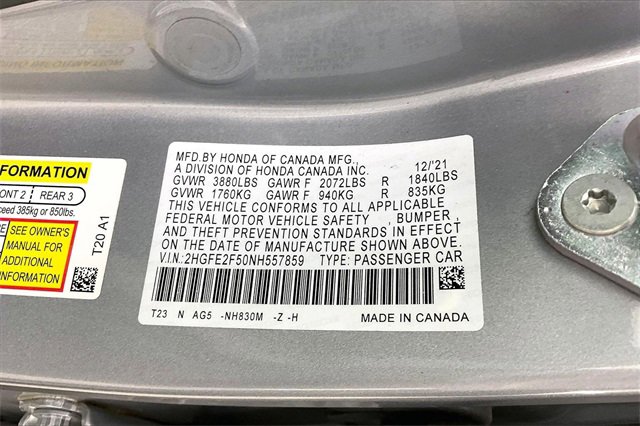 MFD.BY HONDA OF CANADA MFG., 12/'21
A DIVISION OF HONDA CANADA INC.
GVWR 3880LBS GAWR F 2072LBS R 1840LBS
GVWR 1760KG GAWR F 940KG R 835KG
THIS VEHICLE CONFORMS TO ALL APPLICABLE
FEDERAL MOTOR VEHICLE SAFETY , BUMPER ,
AND THEFT PREVENTION STANDARDS IN EFFECT
ON THE DATE OF MANUFACTURE SHOWN ABOVE.
V.I.N.:2HGFE2F50NH557859 TYPE: PASSENGER CAR
T23 N AG5 -NH830M -Z -H MADE IN CANADA
FORMATION
ONT 2 REAR 3
ceed 385kg or 850lbs.
SEE OWNER'S
MANUAL FOR
ADDITIONAL
INFORMATION
T20 A1